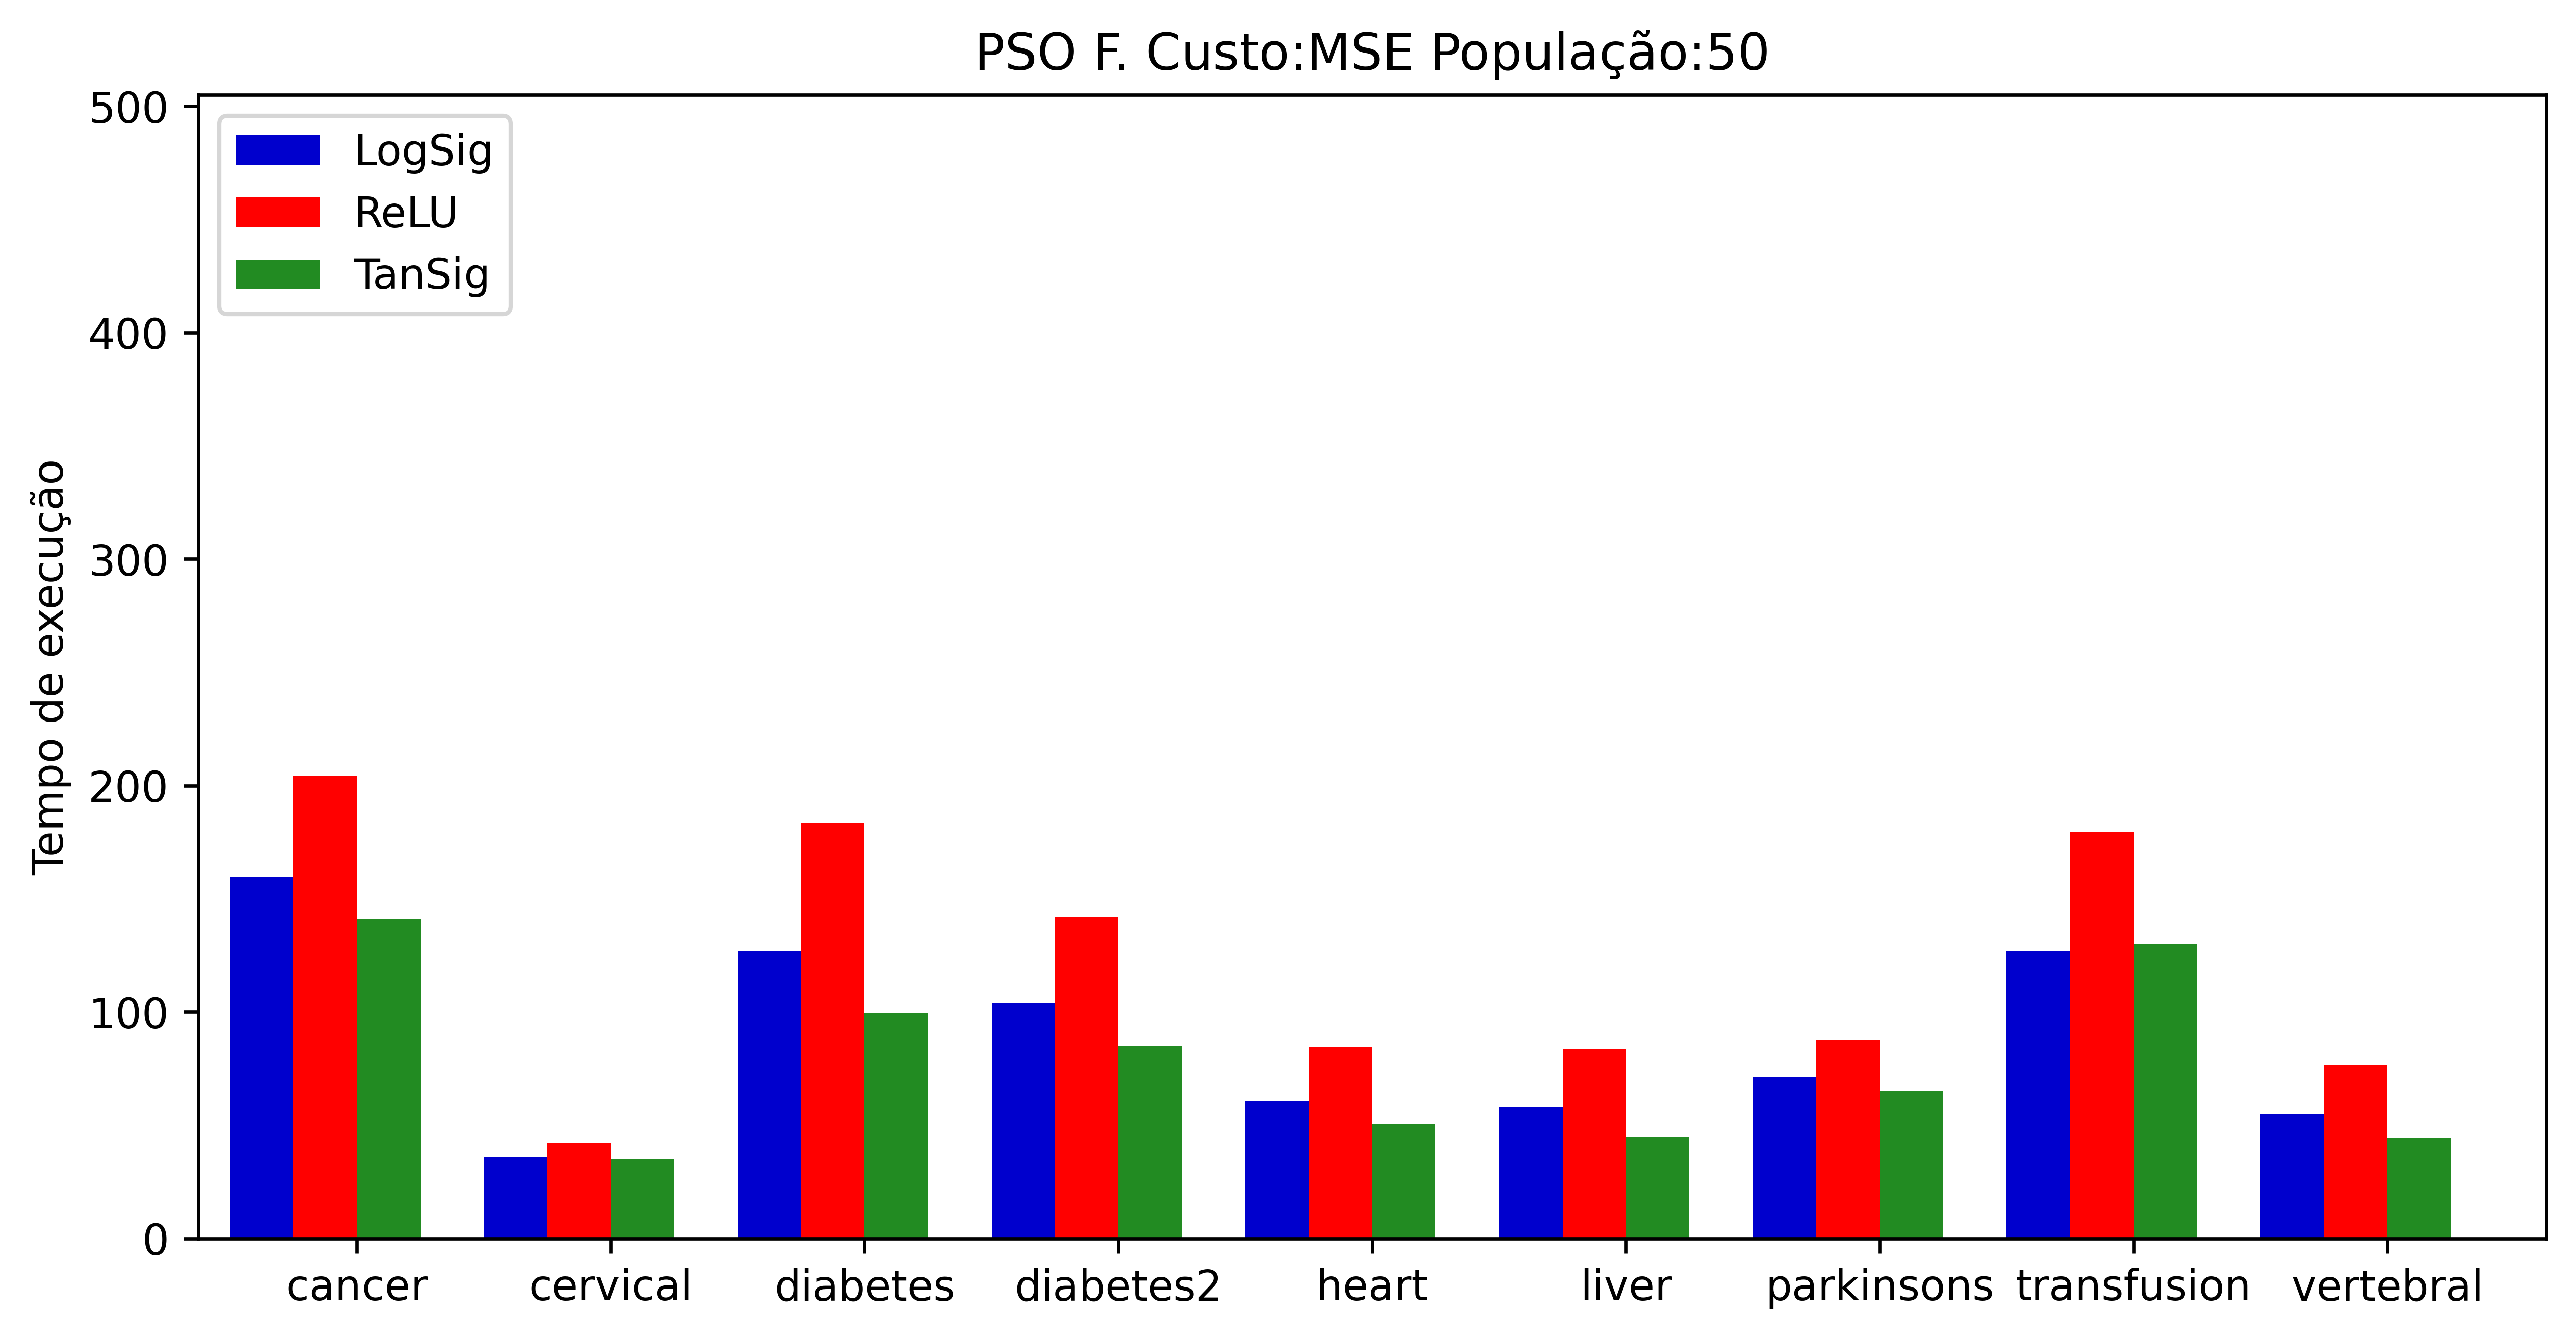 PSO F. Custo:MSE População:50
500
400
300
200
100
0
Tempo de execução
LogSig
ReLU
TanSig
cancer cervical diabetes diabetes2 heart liver parkinsons transfusion vertebral